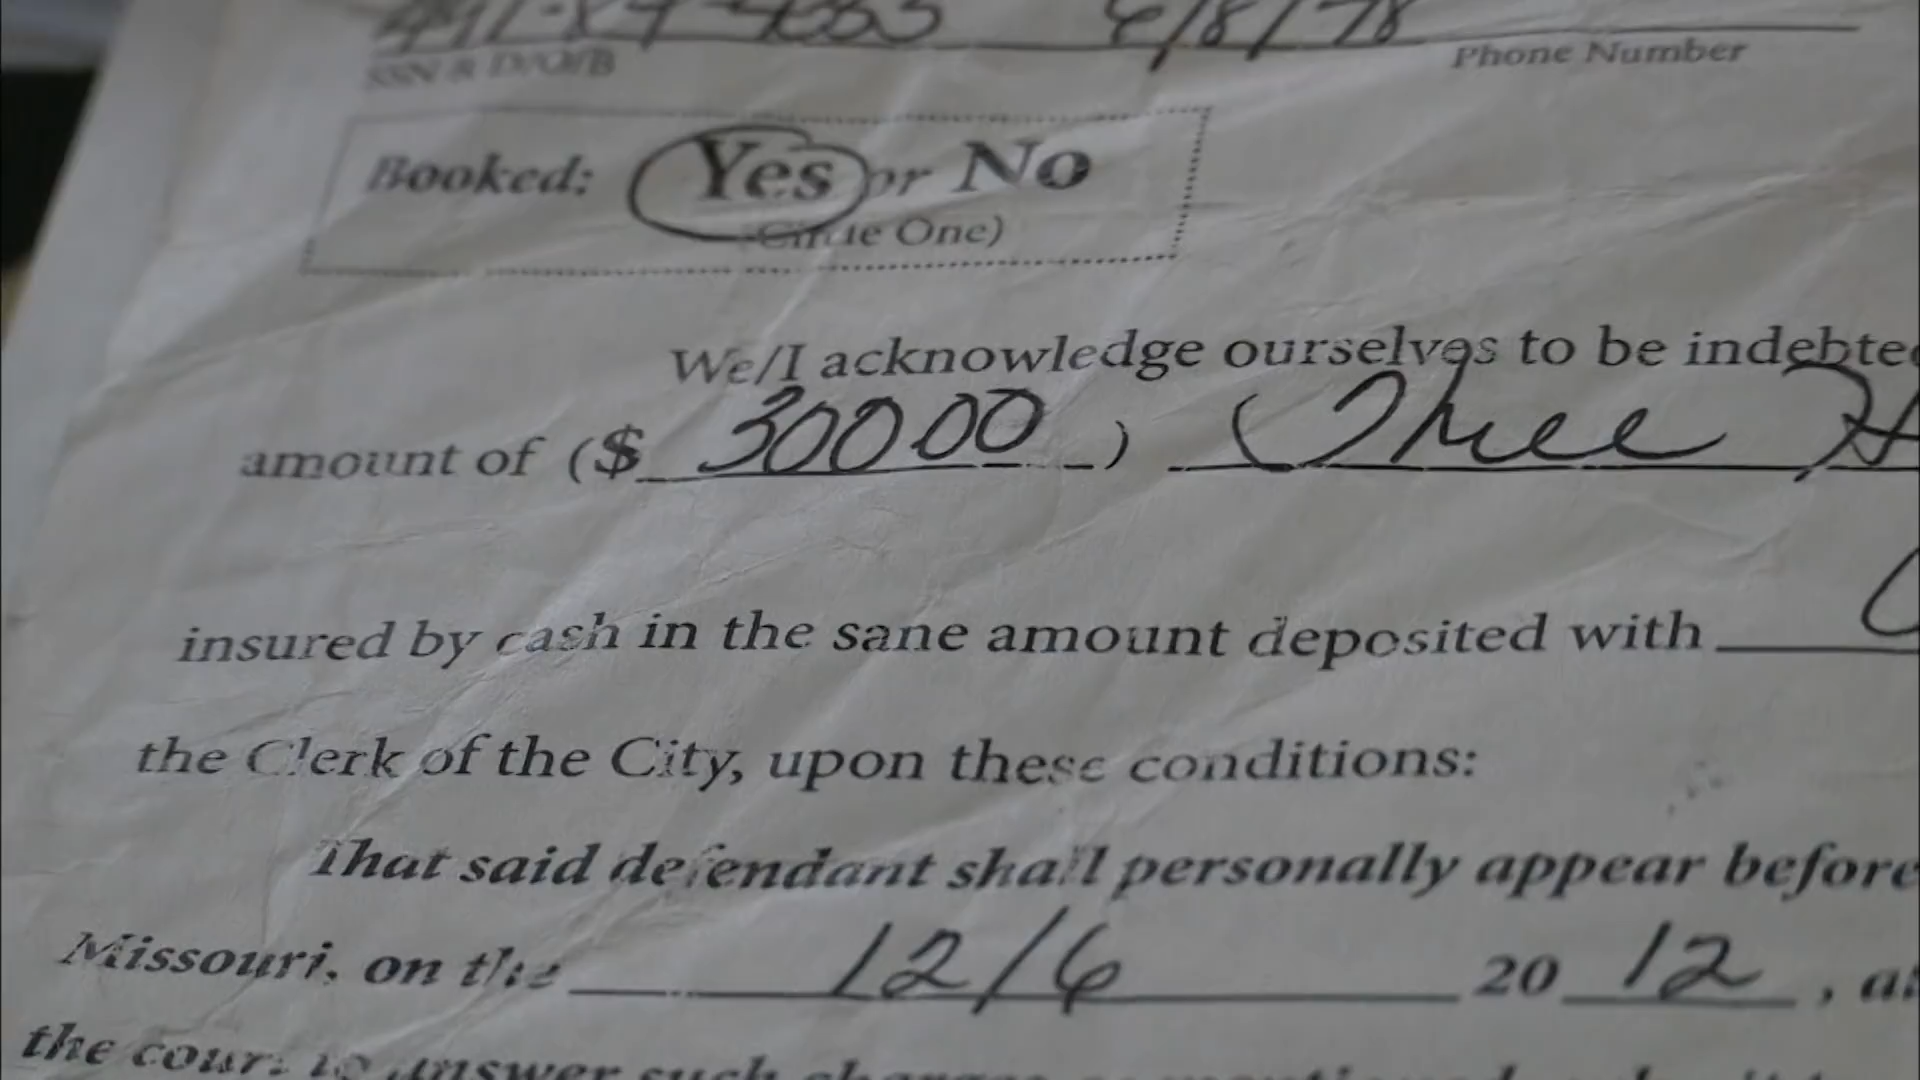 SSN & D/O/B Phone Number
Booked: Yes or No
(Circle One)
We/I acknowledge ourselves to be indebted
amount of ($ 300 00 ) ( Three
insured by cash in the sane amount deposited with
the Clerk of the City, upon these conditions:
That said defendant shall personally appear before
Missouri, on the 12/6 20 12 ,
the court to answer such